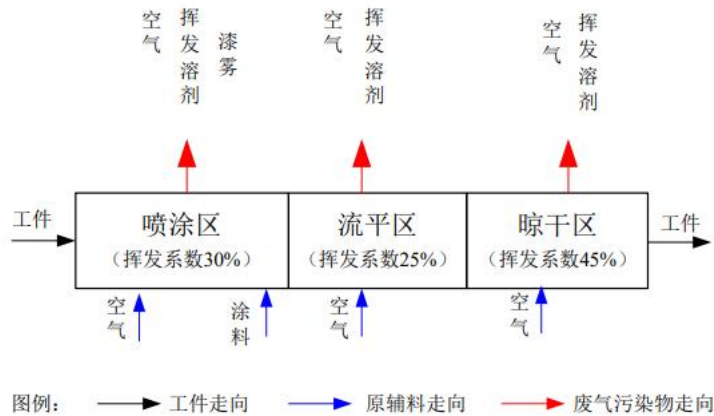 空气 挥发溶剂 漆雾
空气 挥发溶剂
空气 挥发溶剂
工件
喷涂区
（挥发系数30%）
流平区
（挥发系数25%）
晾干区
（挥发系数45%）
工件
空气
涂料
空气
空气
图例： 工件走向 原辅料走向 废气污染物走向